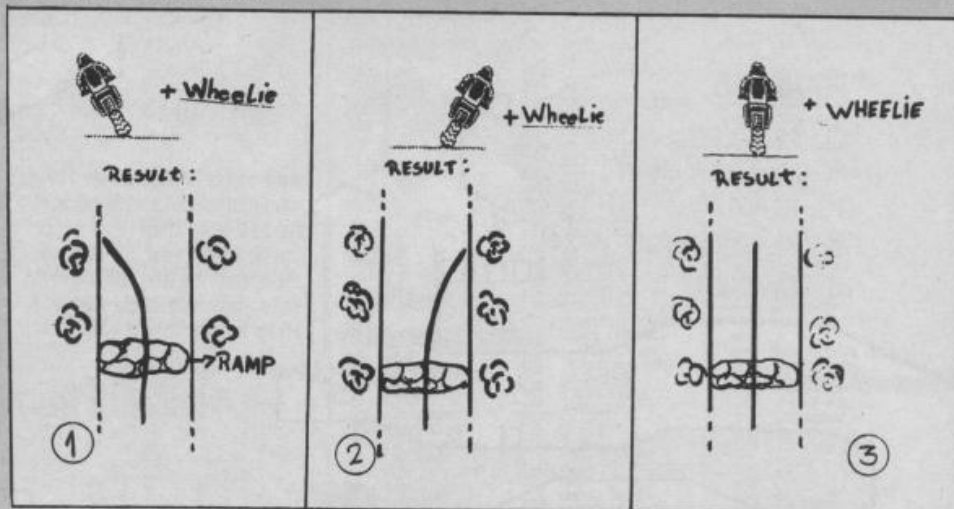 + Wheelie
RESULT:
RAMP
1
+ Wheelie
RESULT:
2
+ WHEELIE
RESULT:
3